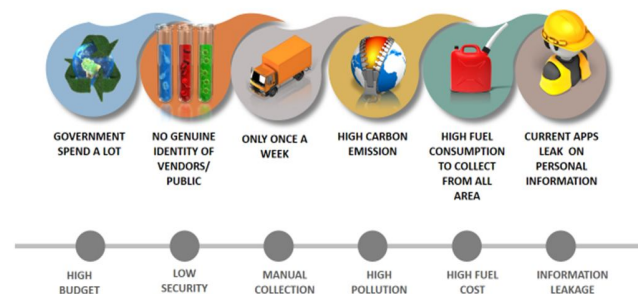 GOVERNMENT
SPEND A LOT
NO GENUINE
IDENTITY OF
VENDORS/
PUBLIC
ONLY ONCE A
WEEK
HIGH CARBON
EMISSION
HIGH FUEL
CONSUMPTION
TO COLLECT
FROM ALL
AREA
CURRENT APPS
LEAK ON
PERSONAL
INFORMATION
HIGH
BUDGET
LOW
SECURITY
MANUAL
COLLECTION
HIGH
POLLUTION
HIGH FUEL
COST
INFORMATION
LEAKAGE